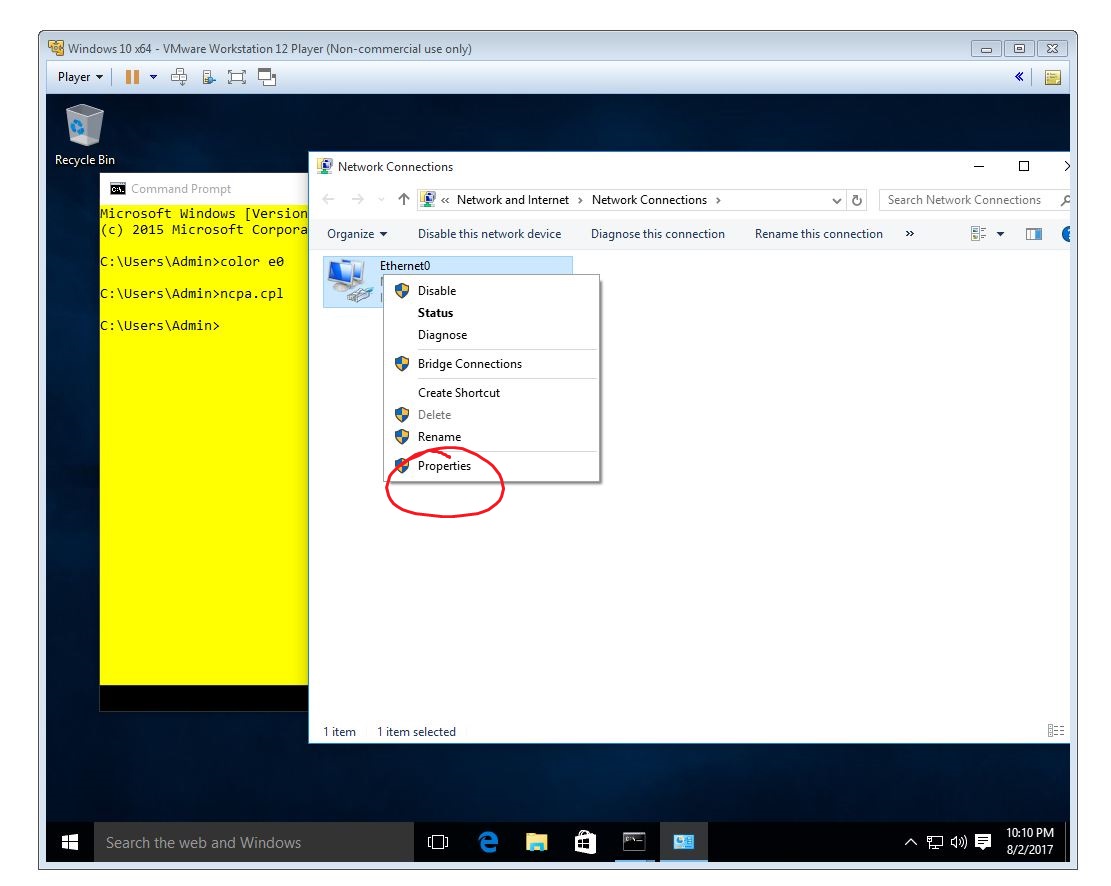 Windows 10 x64 - VMware Workstation 12 Player (Non-commercial use only)
Player
Recycle Bin
Command Prompt
Microsoft Windows [Version
(c) 2015 Microsoft Corpora
C:\Users\Admin>color e0
C:\Users\Admin>ncpa.cpl
C:\Users\Admin>
Network Connections
« Network and Internet > Network Connections >
Search Network Connections
Organize
Disable this network device
Diagnose this connection
Rename this connection
»
Ethernet0
Disable
Status
Diagnose
Bridge Connections
Create Shortcut
Delete
Rename
Properties
1 item
1 item selected
Search the web and Windows
10:10 PM
8/2/2017